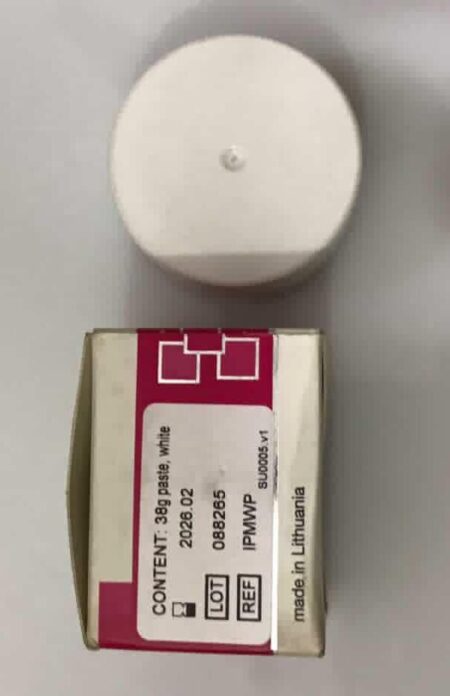 CONTENT: 38g paste, white
2026.02
LOT 088265
REF IPMWP
SU0005.v1
made in Lithuania